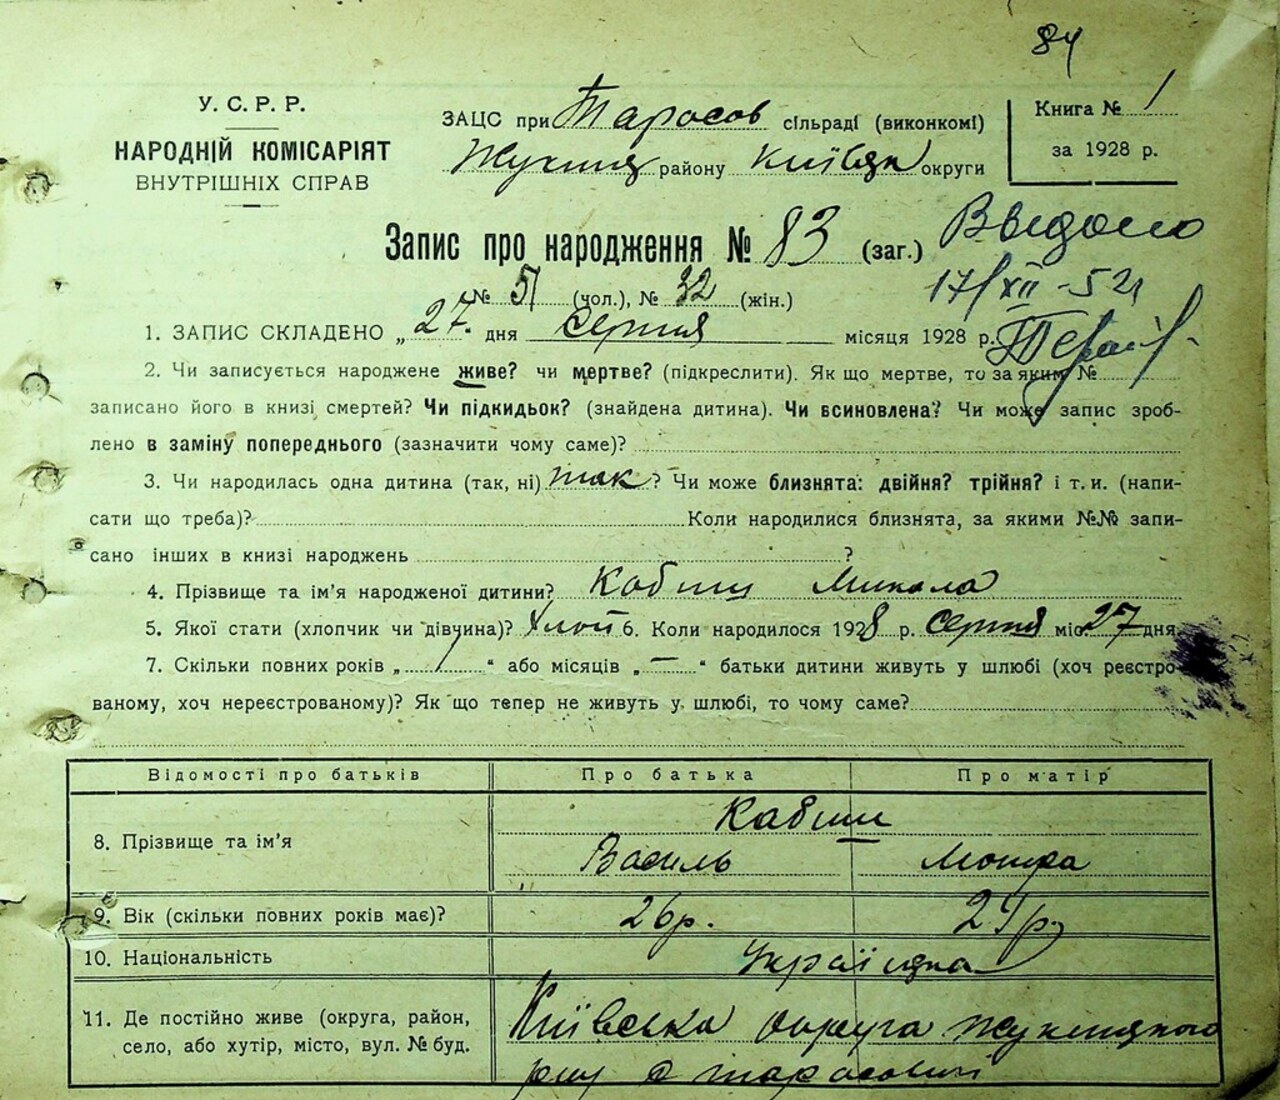 84
У. С. Р. Р.
НАРОДНІЙ КОМІСАРІЯТ
ВНУТРІШНІХ СПРАВ
ЗАЦС при Тарасов сільраді (виконкомі)
району Київськ округи
Книга № 1
за 1928 р.
Запис про народження № 83 (заг.)
№ 51 (чол.), № 32 (жін.)
17/XII-52
1. ЗАПИС СКЛАДЕНО „27" дня Серпня місяця 1928 р.
2. Чи записується народжене живе? чи мертве? (підкреслити). Як що мертве, то за яким №
записано його в книзі смертей? Чи підкидьок? (знайдена дитина). Чи всиновлена? Чи може запис зроб-
лено в заміну попереднього (зазначити чому саме)?
3. Чи народилась одна дитина (так, ні) так? Чи може близнята: двійня? трійня? і т. и. (напи-
сати що треба)? Коли народилися близнята, за якими №№ запи-
сано інших в книзі народжень ?
4. Прізвище та ім'я народженої дитини? Кабиш Микола
5. Якої стати (хлопчик чи дівчина)? Хлоп 6. Коли народилося 1928 р. Серпня міс. 27 дня.
7. Скільки повних років „ 1 " або місяців „ — " батьки дитини живуть у шлюбі (хоч реєстро-
ваному, хоч нереєстрованому)? Як що тепер не живуть у шлюбі, то чому саме?
Відомості про батьків Про батька Про матір
8. Прізвище та ім'я Кабиш
Василь Мотря
9. Вік (скільки повних років має)? 26 р. р.
10. Національність Українка
11. Де постійно живе (округа, район, Київська округа
село, або хутір, місто, вул. № буд. с